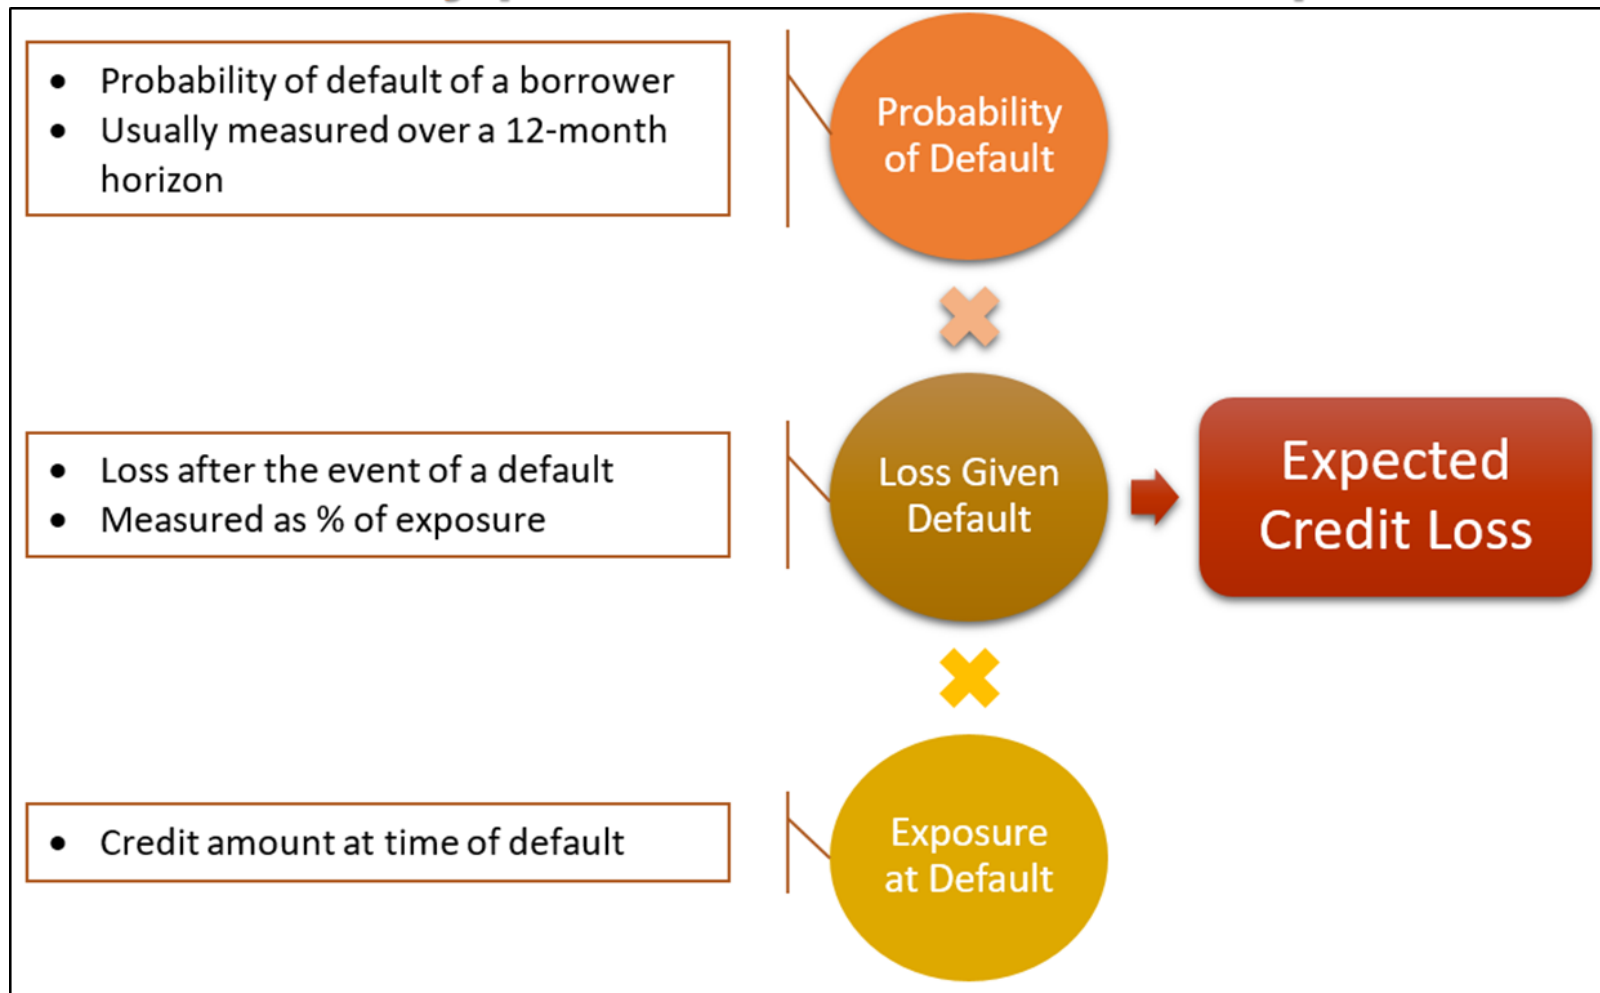 • Probability of default of a borrower
• Usually measured over a 12-month
horizon
Probability
of Default
• Loss after the event of a default
• Measured as % of exposure
Loss Given
Default
Expected
Credit Loss
• Credit amount at time of default
Exposure
at Default